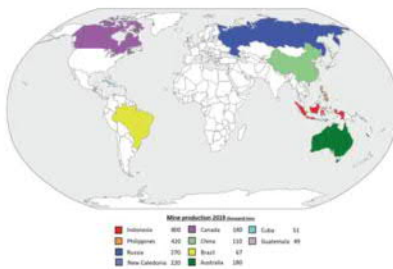 Mine production 2019 (thousand ton)
Indonesia 800 Canada 180 Cuba 51
Philippines 420 China 110 Guatemala 49
Russia 270 Brazil 67
New Caledonia 220 Australia 180